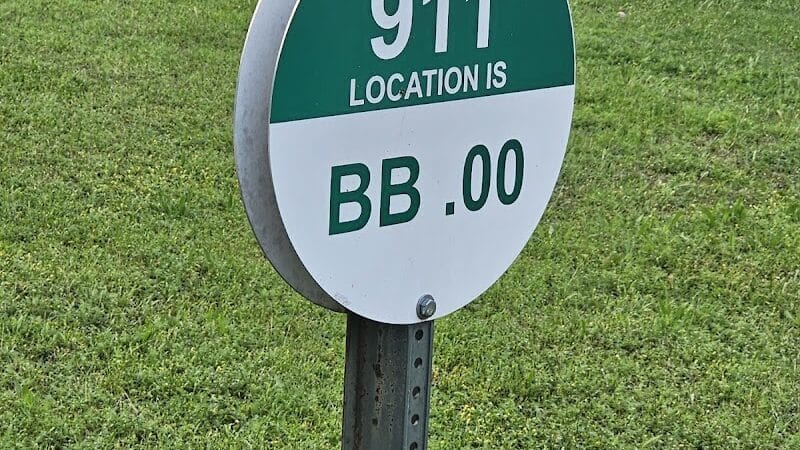 911
LOCATION IS
BB .00